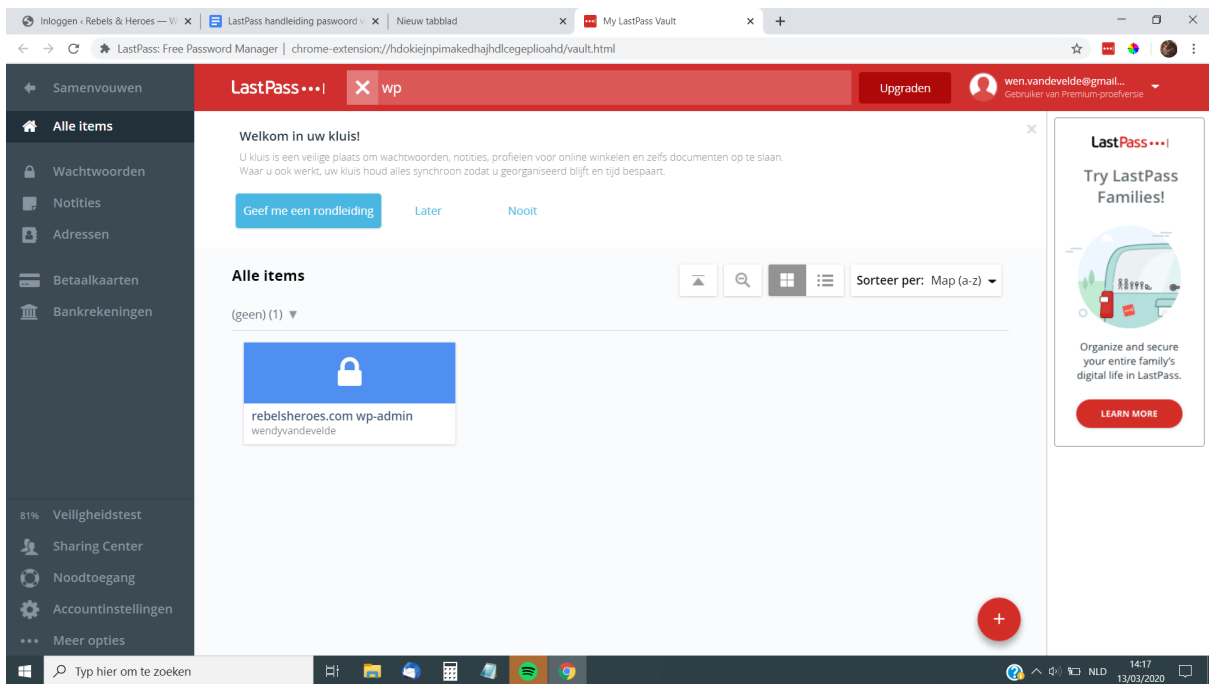 Inloggen ‹ Rebels & Heroes — W
LastPass handleiding paswoord v
Nieuw tabblad
My LastPass Vault
LastPass: Free Password Manager | chrome-extension://hdokiejnpimakedhajhdlcegeplioahd/vault.html
Samenvouwen
LastPass
wp
Upgraden
wen.vandevelde@gmail...
Gebruiker van Premium-proefversie
Alle items
Wachtwoorden
Notities
Adressen
Betaalkaarten
Bankrekeningen
81% Veiligheidstest
Sharing Center
Noodtoegang
Accountinstellingen
Meer opties
Welkom in uw kluis!
U kluis is een veilige plaats om wachtwoorden, notities, profielen voor online winkelen en zelfs documenten op te slaan.
Waar u ook werkt, uw kluis houd alles synchroon zodat u georganiseerd blijft en tijd bespaart.
Geef me een rondleiding
Later
Nooit
Alle items
Sorteer per: Map (a-z)
(geen) (1)
rebelsheroes.com wp-admin
wendyvandevelde
LastPass
Try LastPass
Families!
Organize and secure
your entire family's
digital life in LastPass.
LEARN MORE
Typ hier om te zoeken
NLD
14:17
13/03/2020